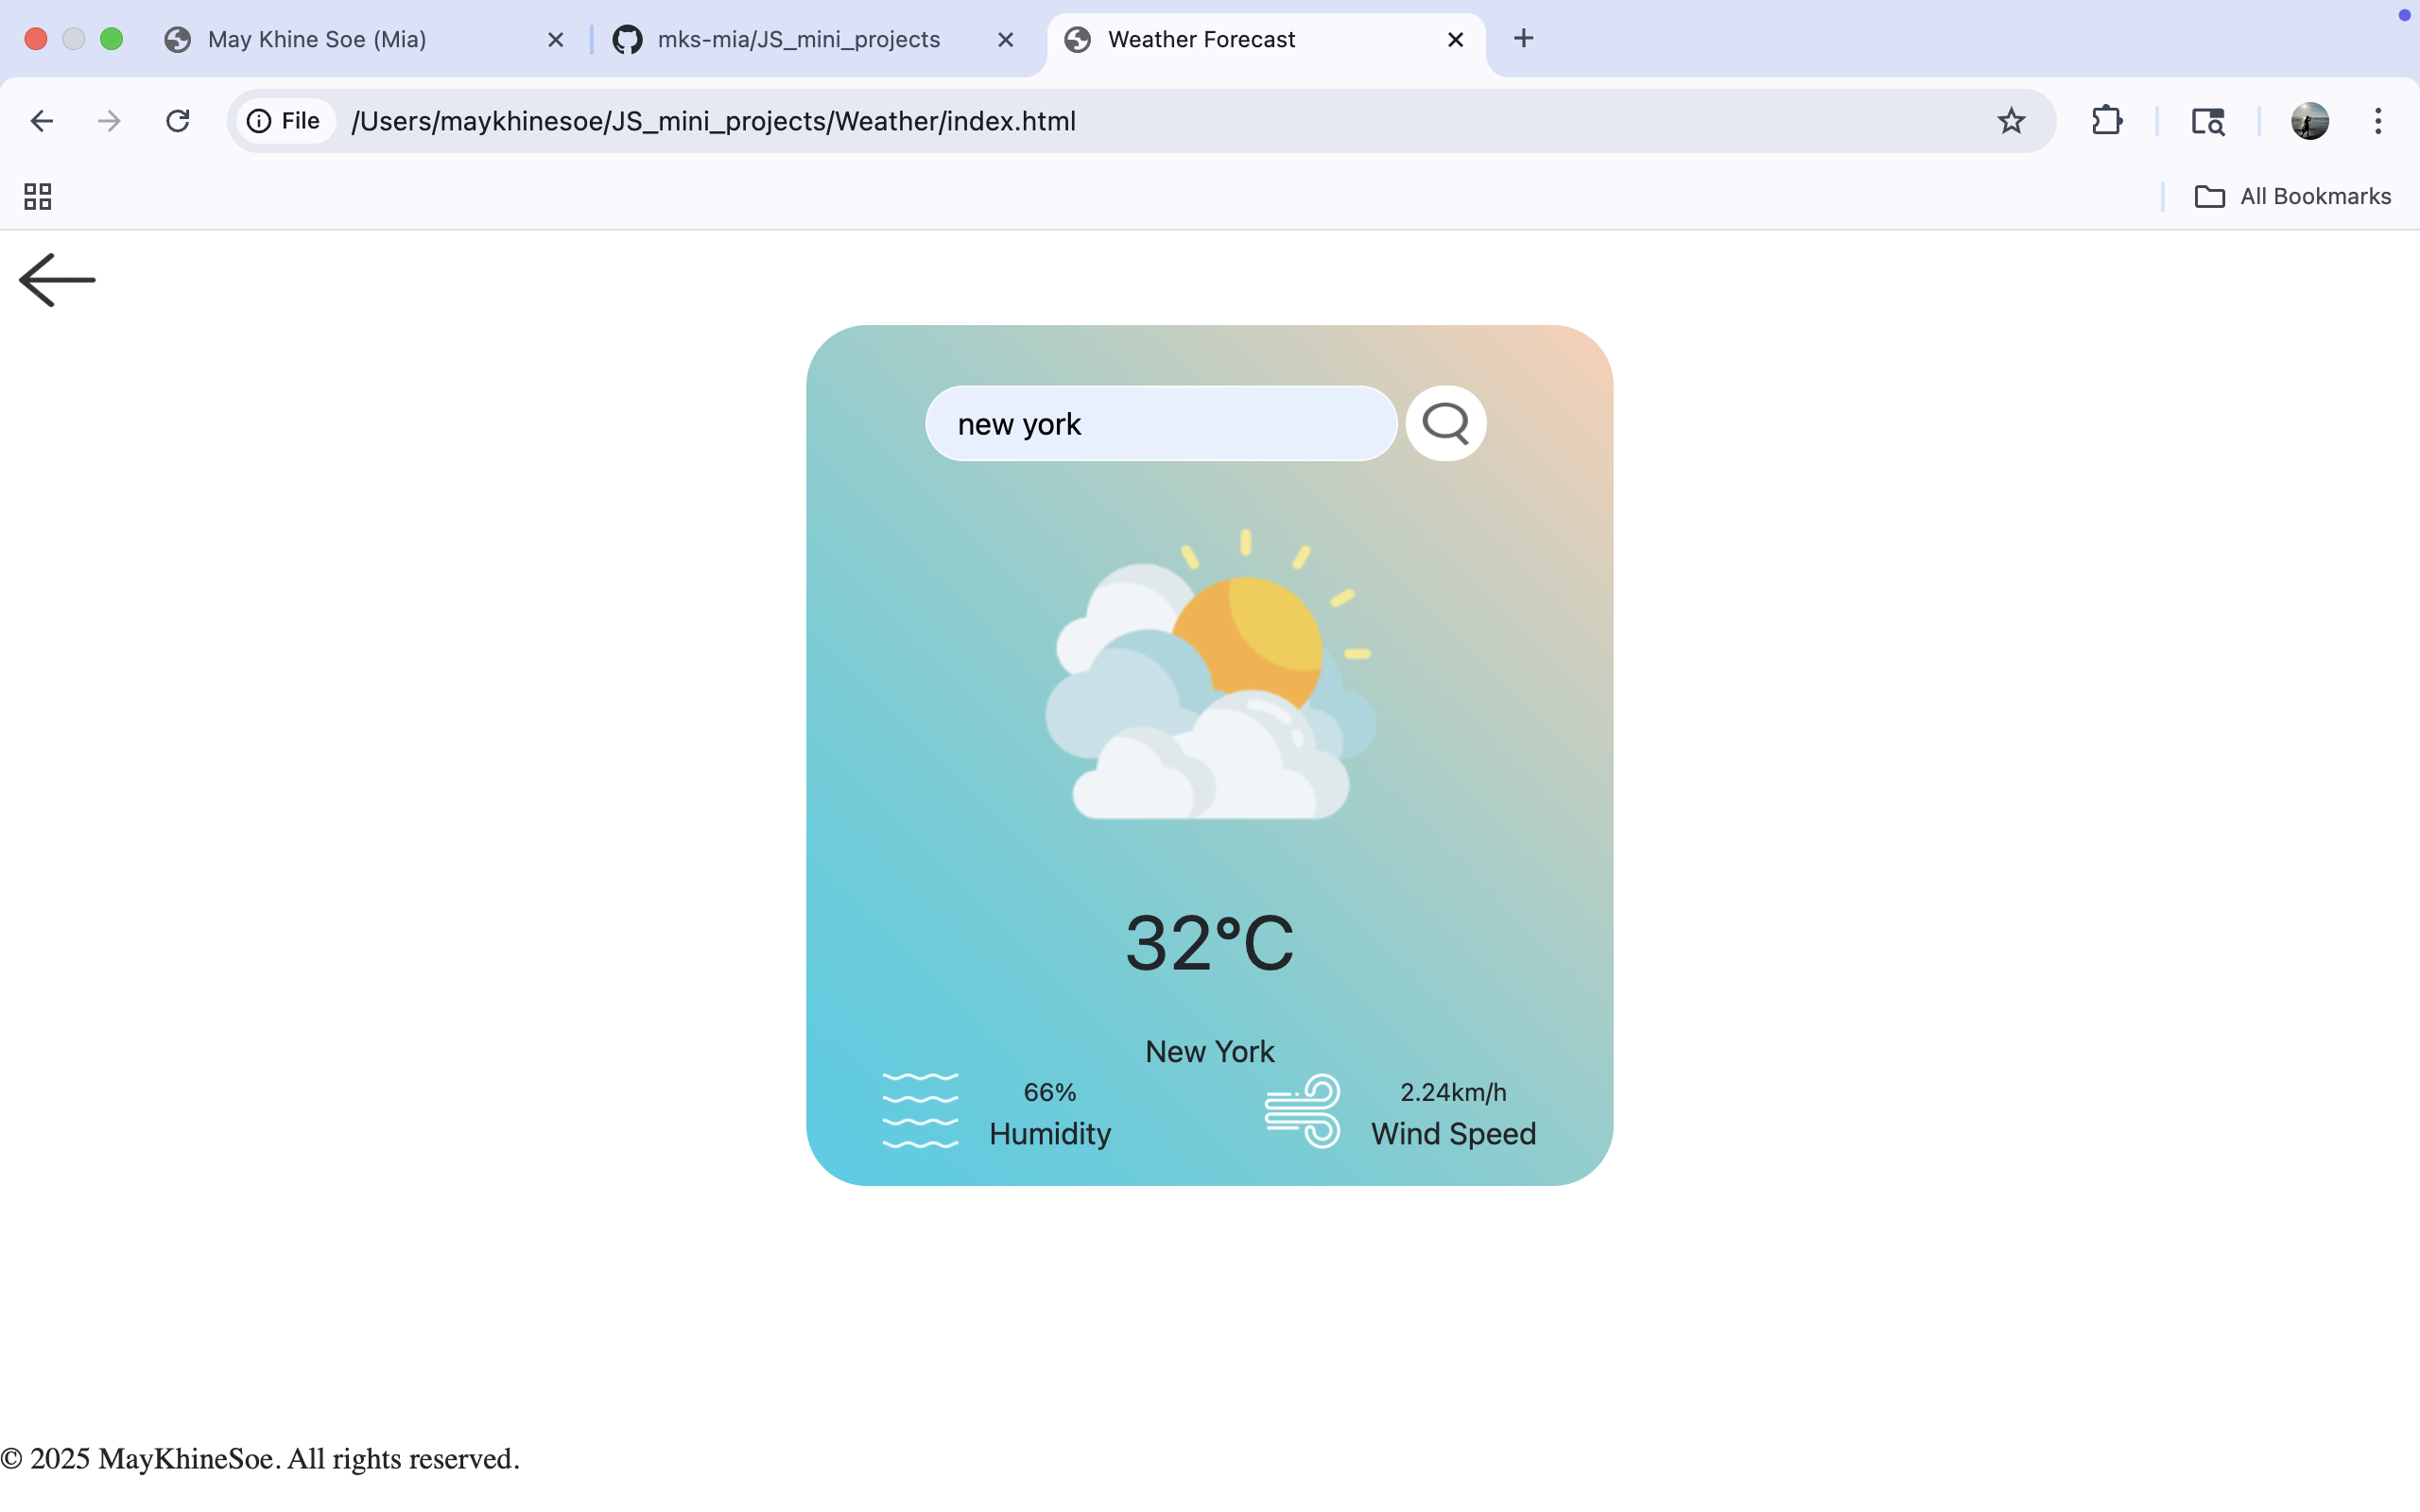 May Khine Soe (Mia)
mks-mia/JS_mini_projects
Weather Forecast
File
/Users/maykhinesoe/JS_mini_projects/Weather/index.html
All Bookmarks
new york
32°C
New York
66%
Humidity
2.24km/h
Wind Speed
© 2025 MayKhineSoe. All rights reserved.